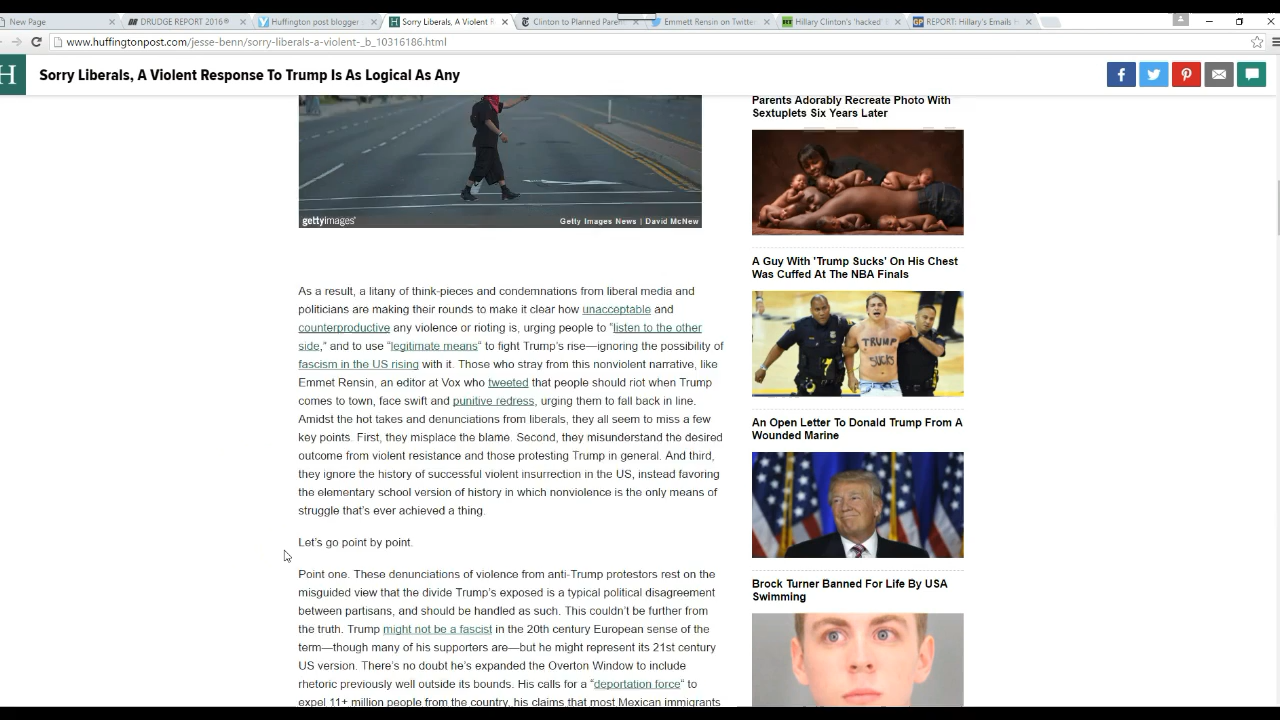 New Page
DRUDGE REPORT 2016®
Huffington post blogger
Sorry Liberals, A Violent R
Clinton to Planned Paren
Emmett Rensin on Twitter
Hillary Clinton's 'hacked'
REPORT: Hillary's Emails H
www.huffingtonpost.com/jesse-benn/sorry-liberals-a-violent-_b_10316186.html
H
Sorry Liberals, A Violent Response To Trump Is As Logical As Any
gettyimages
Getty Images News | David McNew
As a result, a litany of think-pieces and condemnations from liberal media and
politicians are making their rounds to make it clear how unacceptable and
counterproductive any violence or rioting is, urging people to “listen to the other
side,” and to use “legitimate means” to fight Trump’s rise—ignoring the possibility of
fascism in the US rising with it. Those who stray from this nonviolent narrative, like
Emmet Rensin, an editor at Vox who tweeted that people should riot when Trump
comes to town, face swift and punitive redress, urging them to fall back in line.
Amidst the hot takes and denunciations from liberals, they all seem to miss a few
key points. First, they misplace the blame. Second, they misunderstand the desired
outcome from violent resistance and those protesting Trump in general. And third,
they ignore the history of successful violent insurrection in the US, instead favoring
the elementary school version of history in which nonviolence is the only means of
struggle that’s ever achieved a thing.
Let’s go point by point.
Point one. These denunciations of violence from anti-Trump protestors rest on the
misguided view that the divide Trump’s exposed is a typical political disagreement
between partisans, and should be handled as such. This couldn’t be further from
the truth. Trump might not be a fascist in the 20th century European sense of the
term—though many of his supporters are—but he might represent its 21st century
US version. There’s no doubt he’s expanded the Overton Window to include
rhetoric previously well outside its bounds. His calls for a “deportation force” to
expel 11+ million people from the country, his claims that most Mexican immigrants
Parents Adorably Recreate Photo With
Sextuplets Six Years Later
A Guy With 'Trump Sucks' On His Chest
Was Cuffed At The NBA Finals
TRUMP
SUCKS
An Open Letter To Donald Trump From A
Wounded Marine
Brock Turner Banned For Life By USA
Swimming